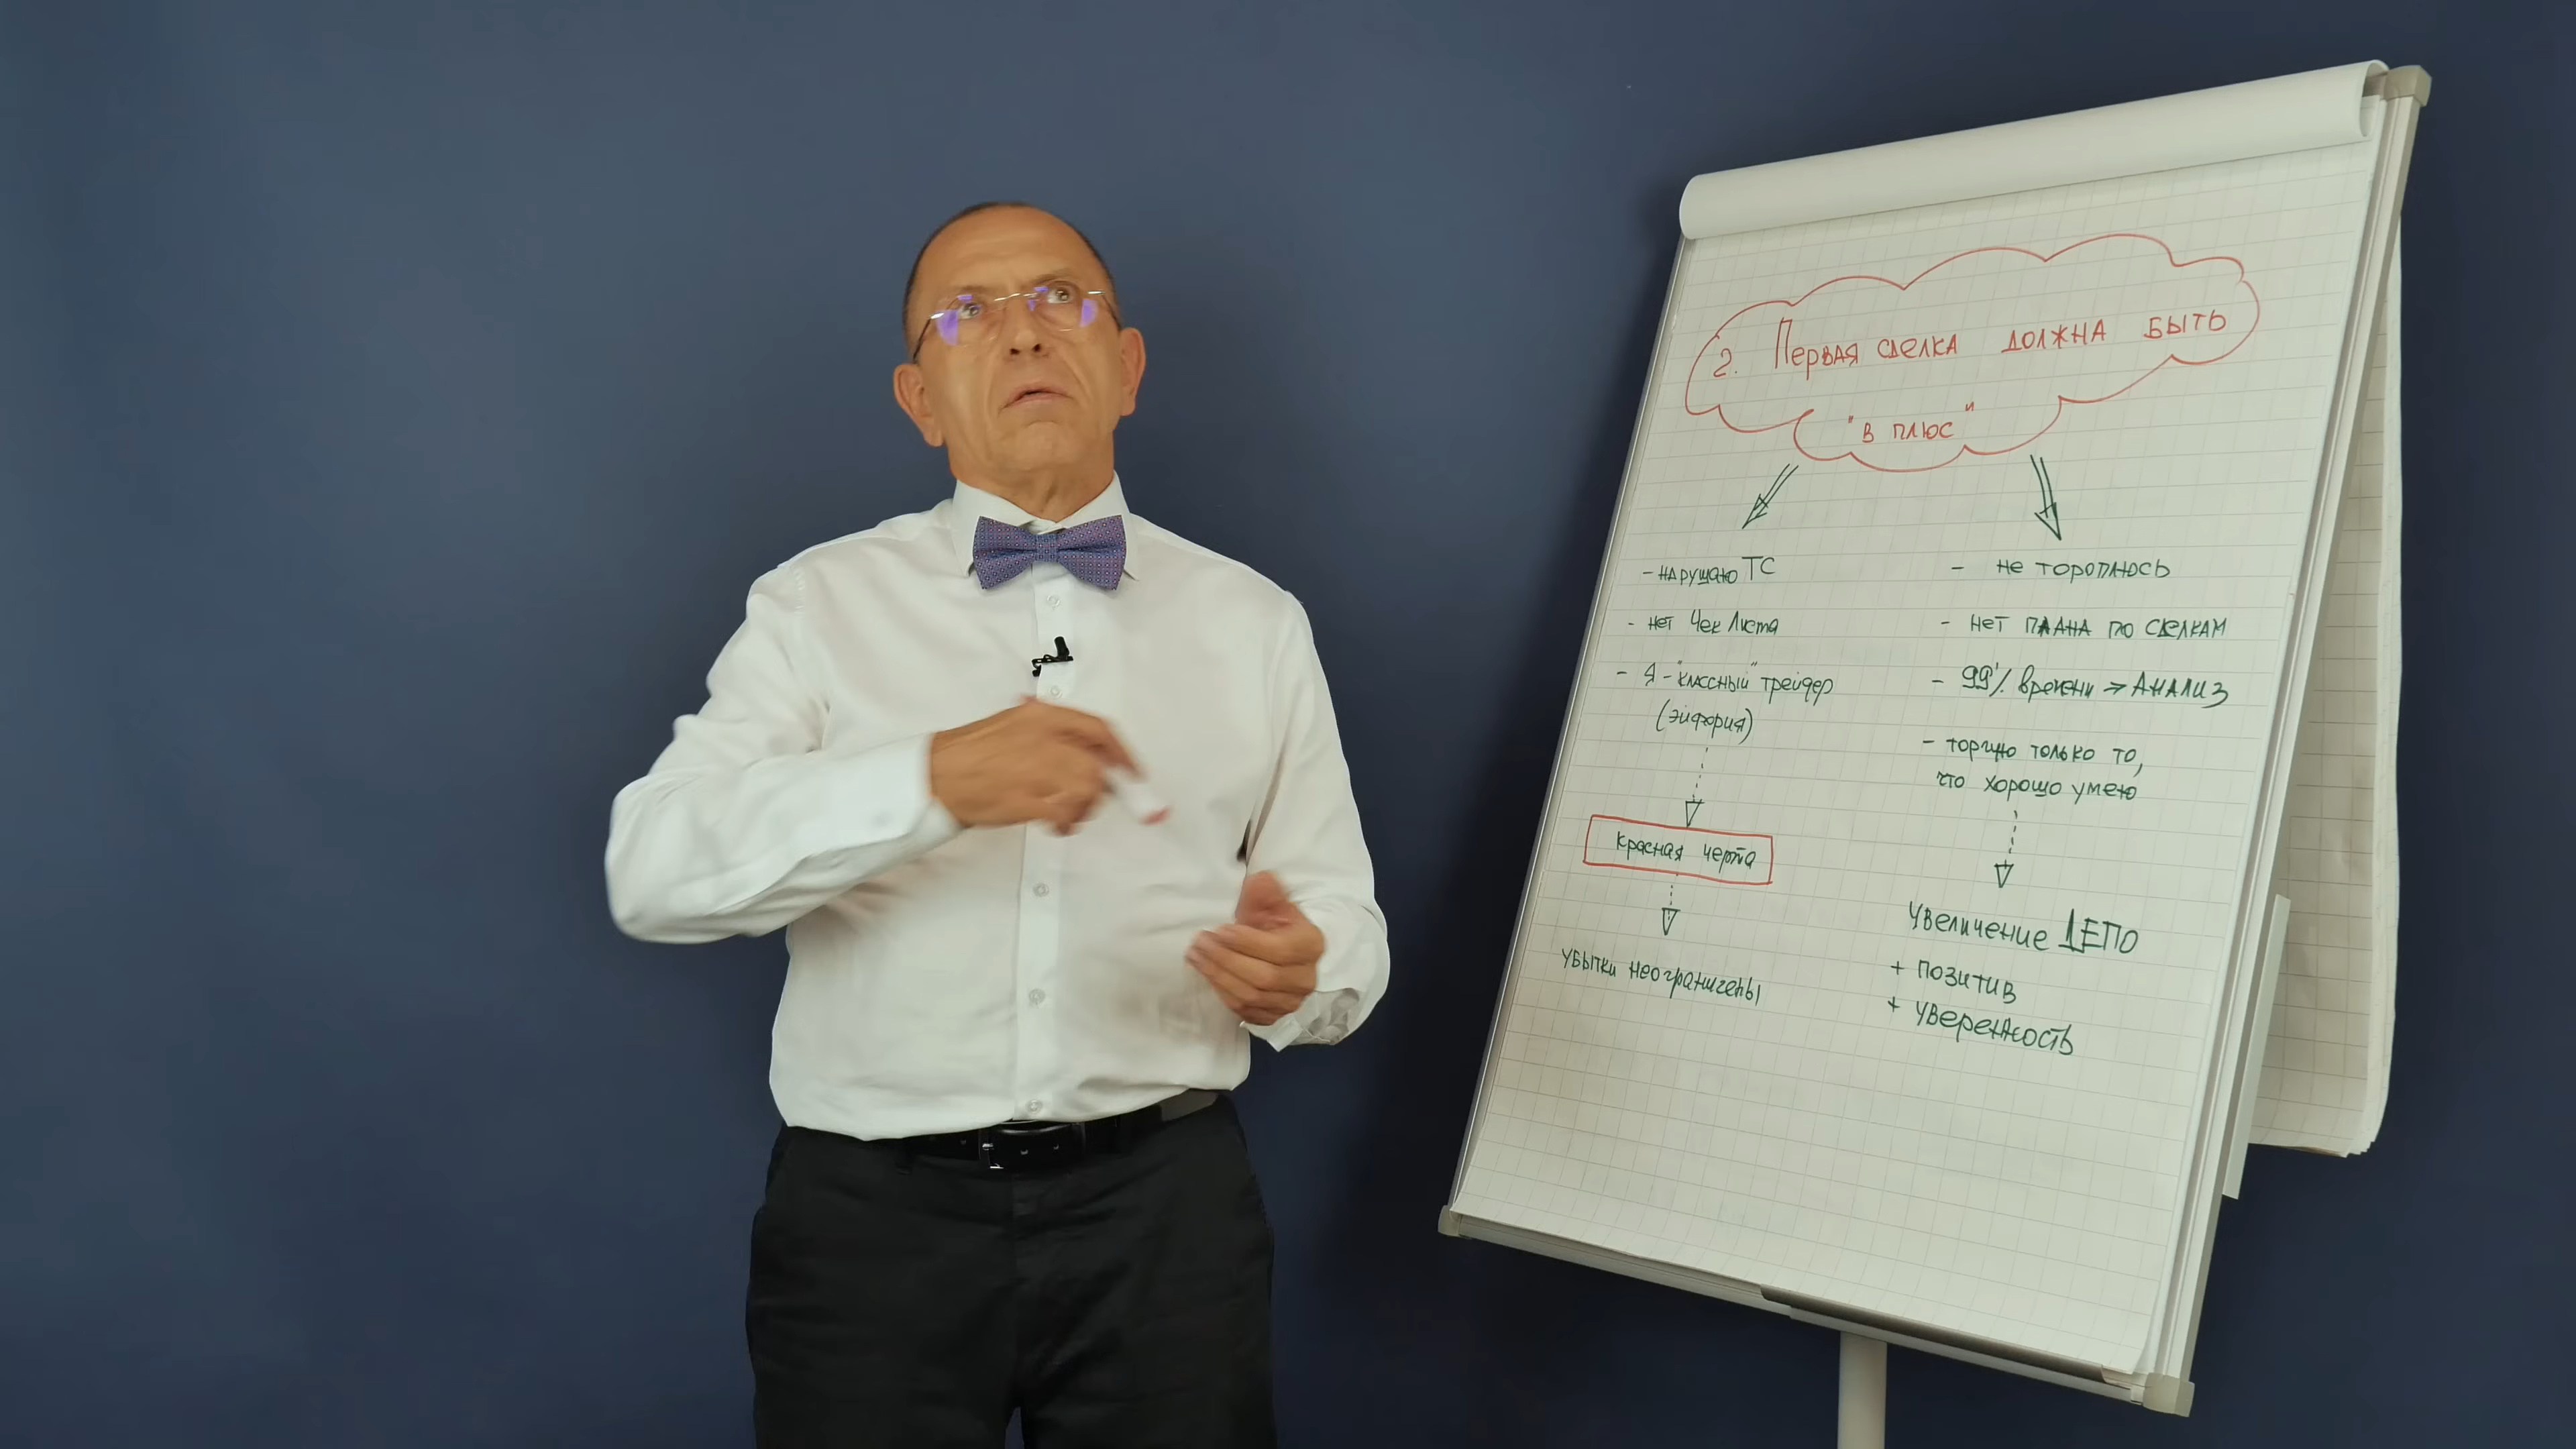 2. Первая сделка должна быть
"в плюс"
- нарушаю ТС
- нет Чек Листа
- Я - "классный" трейдер
(эйфория)
красная черта
убытки неограничены
- не тороплюсь
- нет плана по сделкам
- 99% времени → Анализ
- торгую только то,
что хорошо умею
Увеличение ДЕПО
+ позитив
+ уверенность